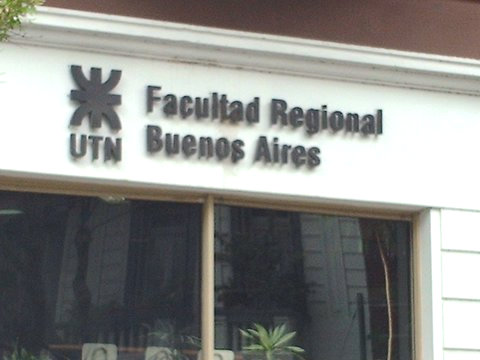 UTN
Facultad Regional
Buenos Aires